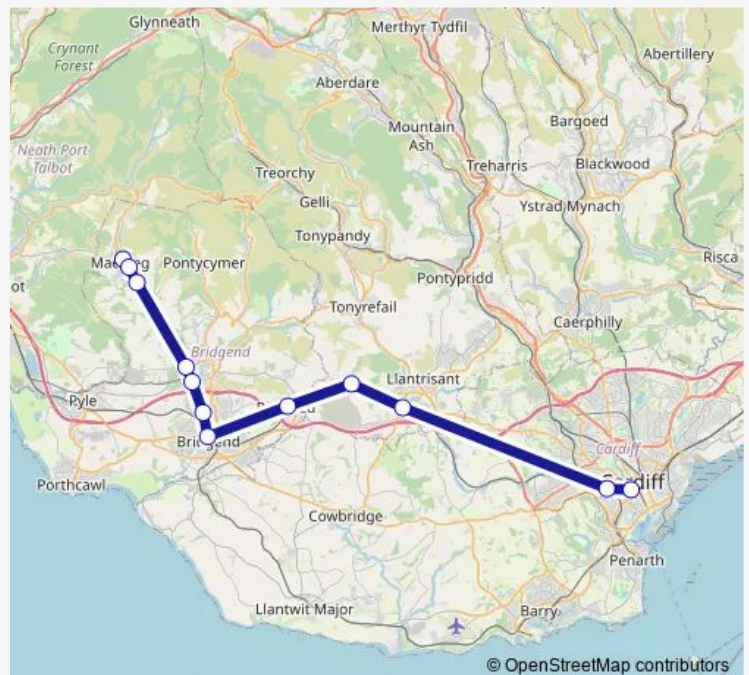 Glynneath
Merthyr Tydfil
Crynant
Forest
Abertillery
Aberdare
Mountain
Ash
Bargoed
Neath Port
Talbot
Treharris
Blackwood
Treorchy
Gelli
Ystrad Mynach
Tonypandy
Pontycymer
Risca
Pontypridd
Tonyrefail
Caerphilly
Bridgend
Llantrisant
Pyle
Cardiff
Porthcawl
Cowbridge
Penarth
Llantwit Major
Barry
© OpenStreetMap contributors